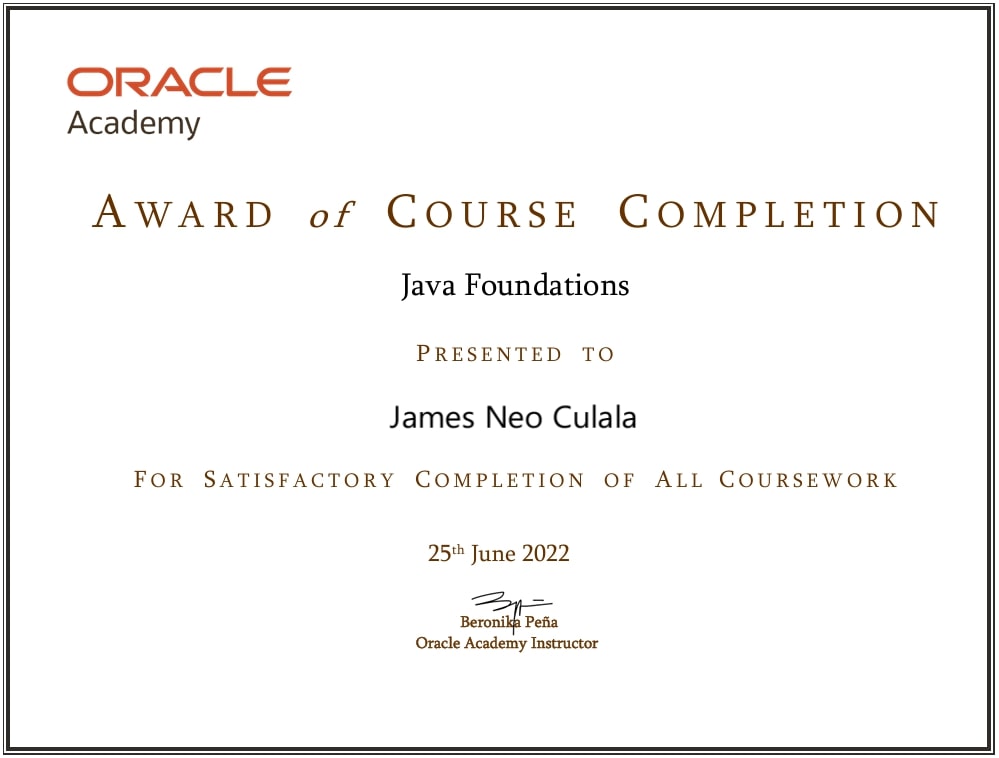 ORACLE
Academy
AWARD of COURSE COMPLETION
Java Foundations
PRESENTED TO
James Neo Culala
FOR SATISFACTORY COMPLETION OF ALL COURSEWORK
25th June 2022
Beronika Peña
Oracle Academy Instructor